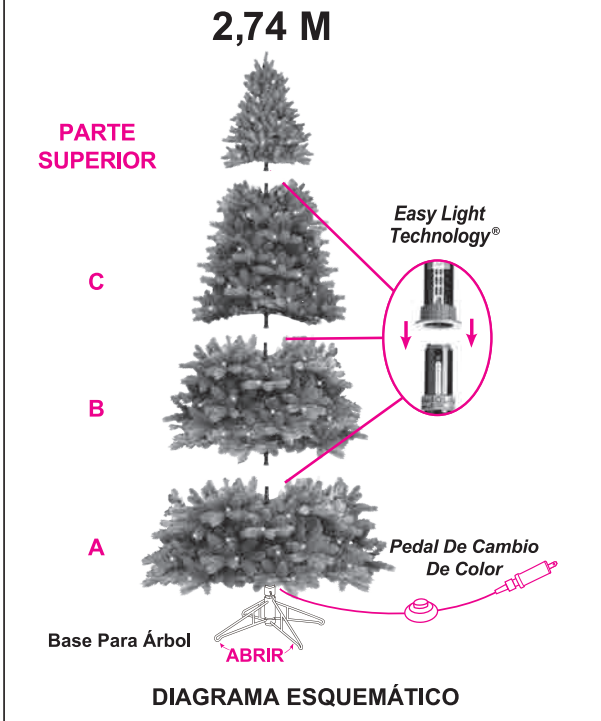 2,74 M
PARTE
SUPERIOR
Easy Light
Technology®
C
B
A
Pedal De Cambio
De Color
Base Para Árbol
ABRIR
DIAGRAMA ESQUEMÁTICO